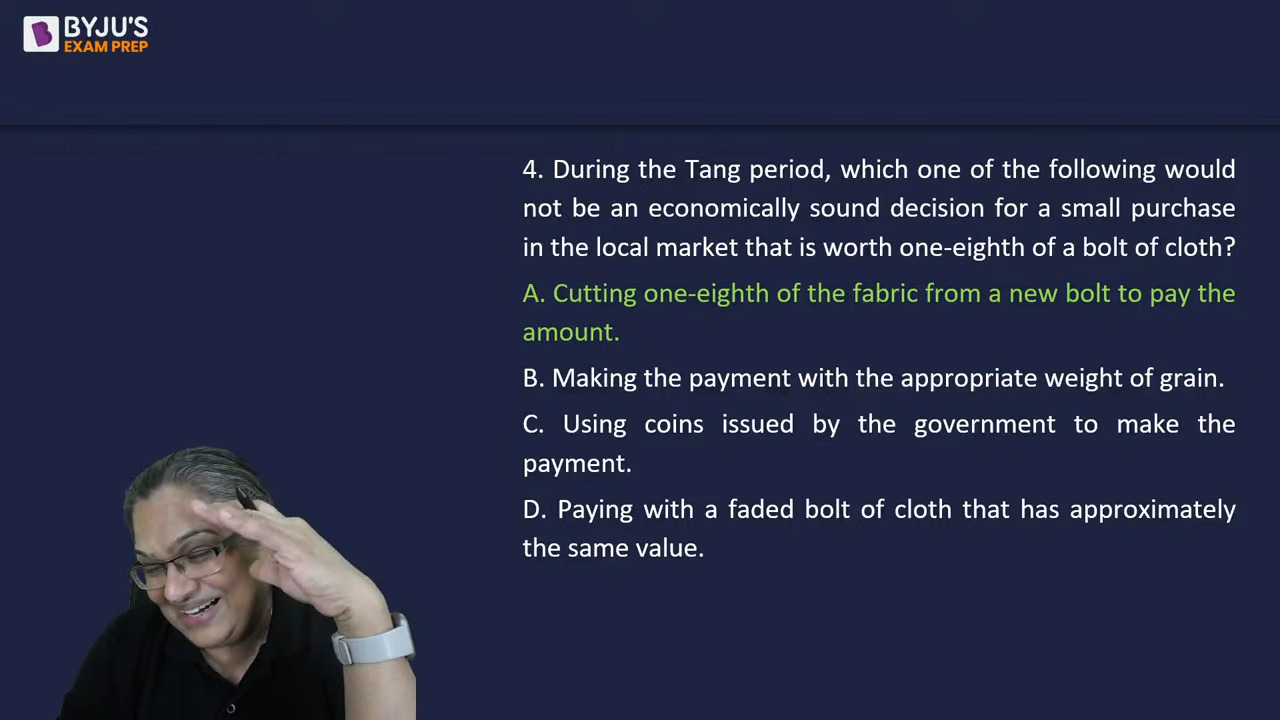 BYJU'S
EXAM PREP
4. During the Tang period, which one of the following would
not be an economically sound decision for a small purchase
in the local market that is worth one-eighth of a bolt of cloth?
A. Cutting one-eighth of the fabric from a new bolt to pay the
amount.
B. Making the payment with the appropriate weight of grain.
C. Using coins issued by the government to make the
payment.
D. Paying with a faded bolt of cloth that has approximately
the same value.